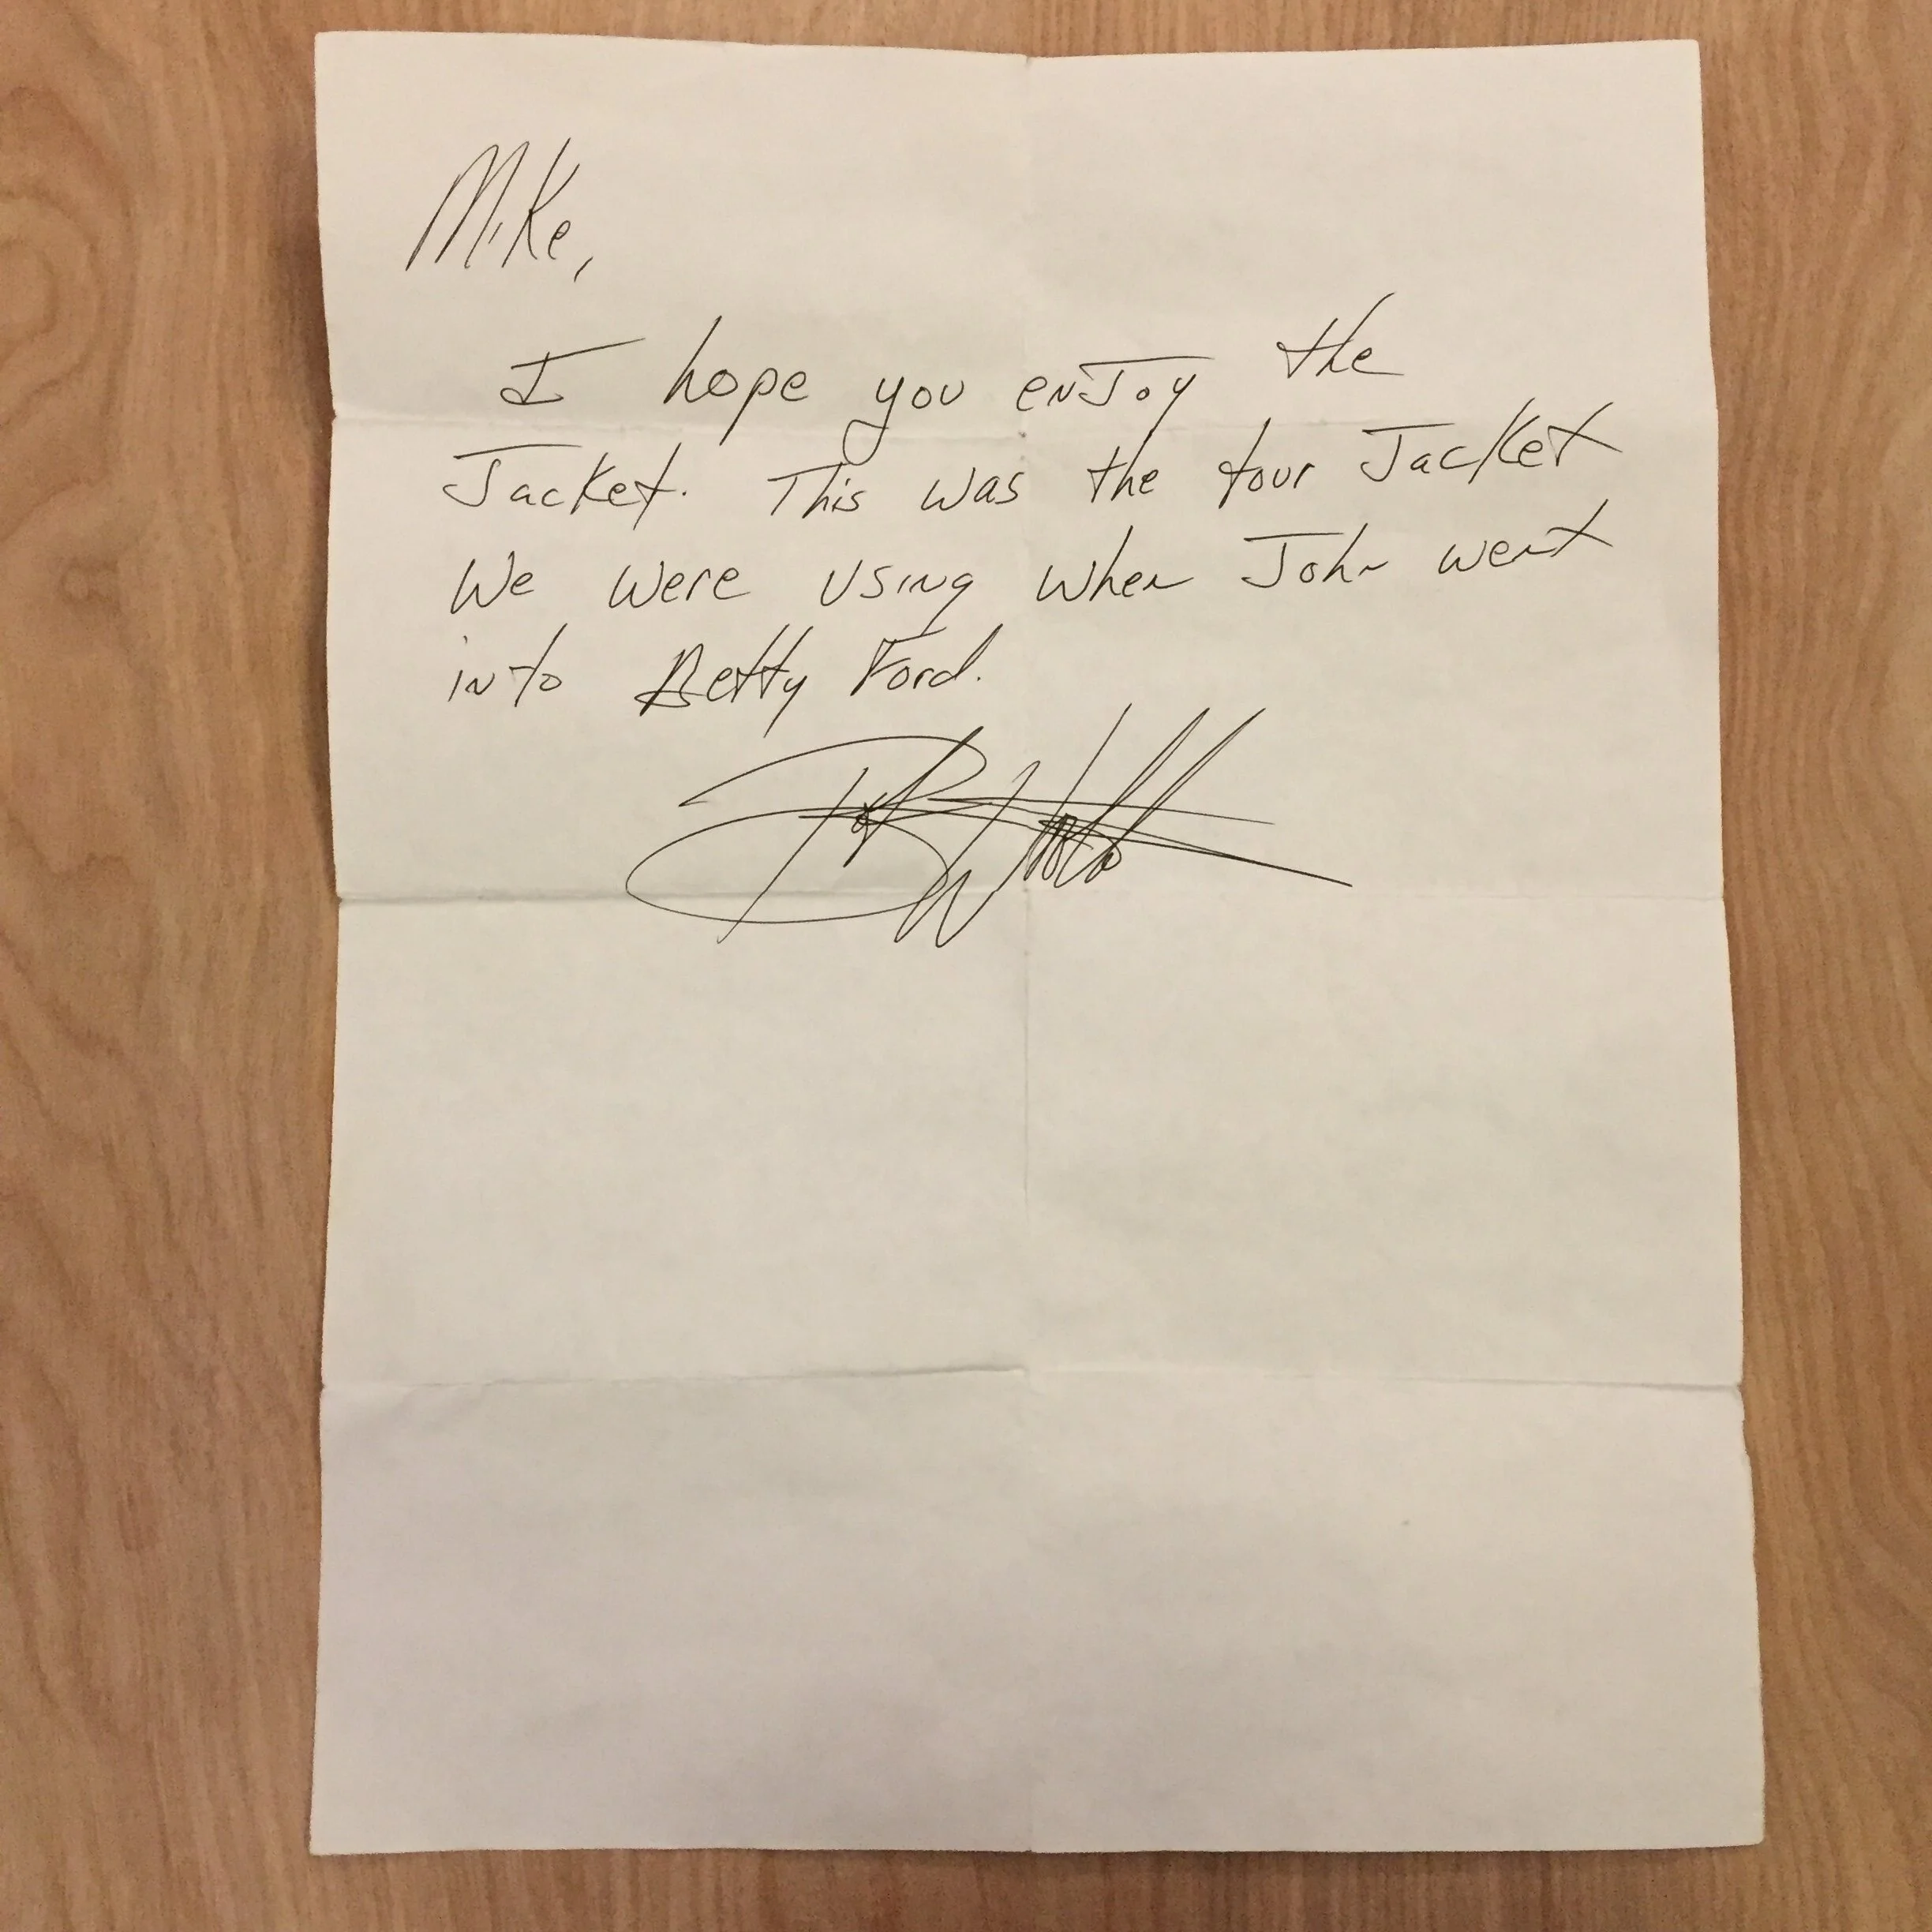 Mike,
I hope you enJoy the
Jacket. This was the tour Jacket
We were using when John went
into Betty Ford.